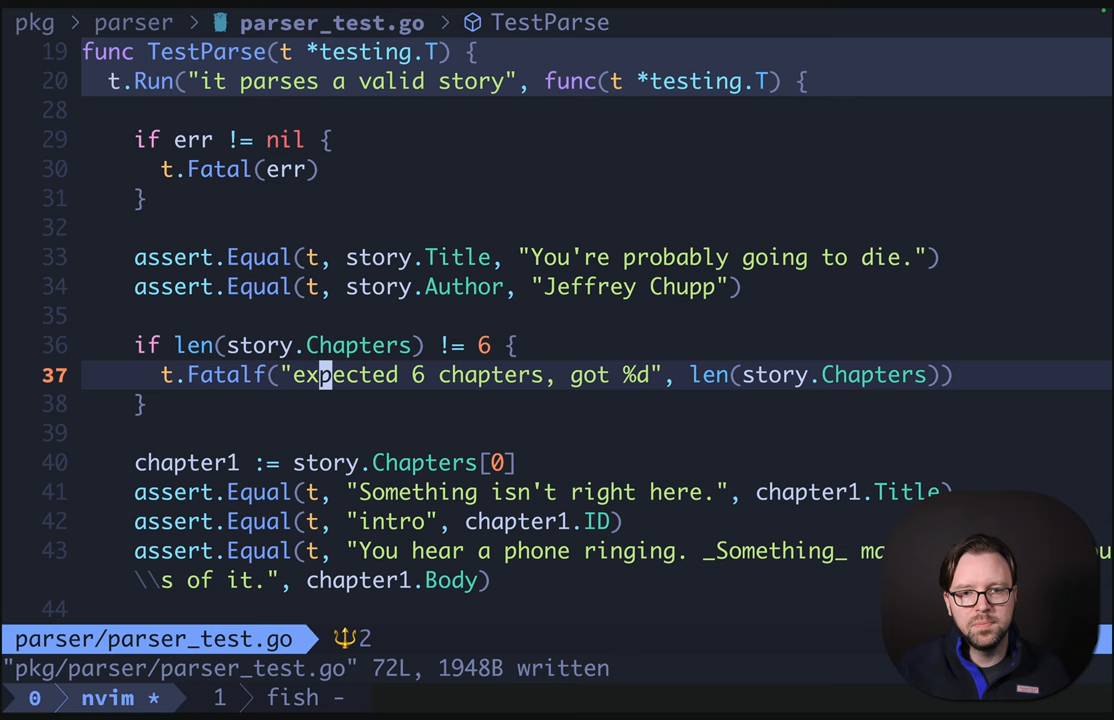 pkg > parser > parser_test.go > TestParse
19 func TestParse(t *testing.T) {
20 t.Run("it parses a valid story", func(t *testing.T) {
28
29 if err != nil {
30 t.Fatal(err)
31 }
32
33 assert.Equal(t, story.Title, "You're probably going to die.")
34 assert.Equal(t, story.Author, "Jeffrey Chupp")
35
36 if len(story.Chapters) != 6 {
37 t.Fatalf("expected 6 chapters, got %d", len(story.Chapters))
38 }
39
40 chapter1 := story.Chapters[0]
41 assert.Equal(t, "Something isn't right here.", chapter1.Title)
42 assert.Equal(t, "intro", chapter1.ID)
43 assert.Equal(t, "You hear a phone ringing. _Something_
\\s of it.", chapter1.Body)
44
parser/parser_test.go 2
"pkg/parser/parser_test.go" 72L, 1948B written
0 nvim * 1 fish -